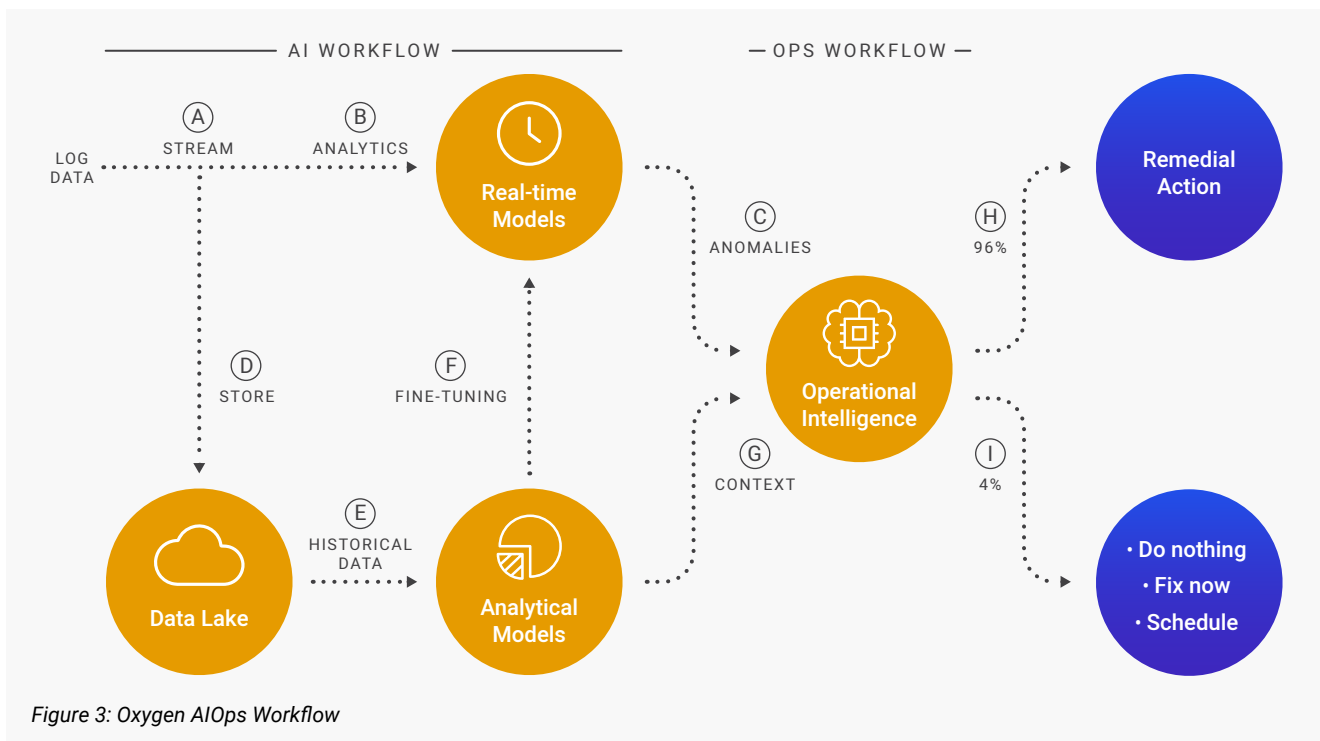 AI WORKFLOW
OPS WORKFLOW
A
STREAM
B
ANALYTICS
LOG
DATA
Real-time
Models
C
ANOMALIES
H
96%
Remedial
Action
D
STORE
F
FINE-TUNING
Operational
Intelligence
G
CONTEXT
I
4%
E
HISTORICAL
DATA
Data Lake
Analytical
Models
• Do nothing
• Fix now
• Schedule
Figure 3: Oxygen AIOps Workflow